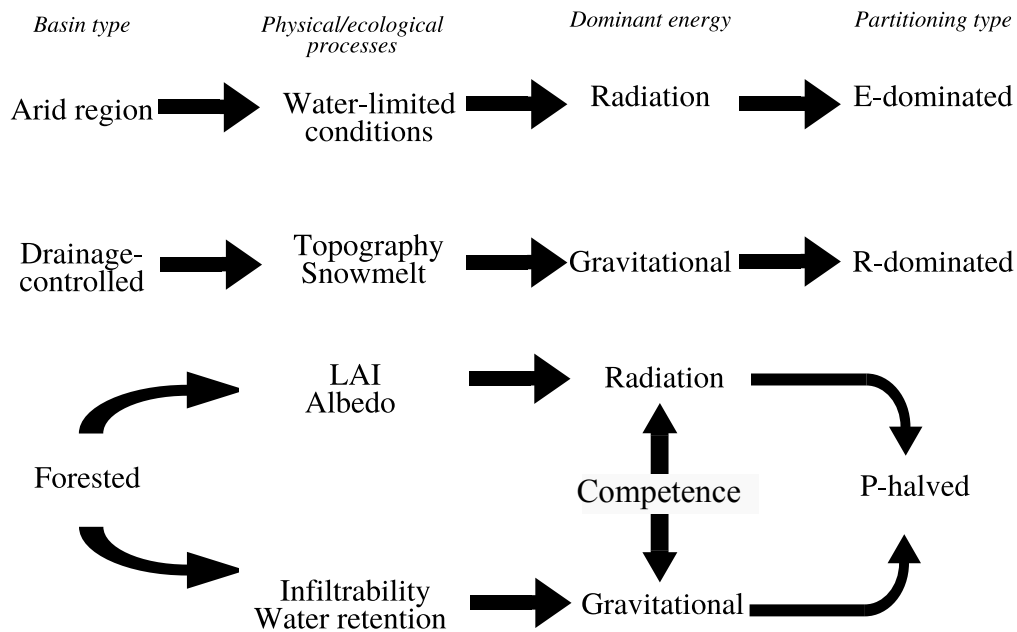 Basin type
Physical/ecological
processes
Dominant energy
Partitioning type
Arid region
Water-limited
conditions
Radiation
E-dominated
Drainage-
controlled
Topography
Snowmelt
Gravitational
R-dominated
Forested
LAI
Albedo
Radiation
Competence
P-halved
Infiltrability
Water retention
Gravitational